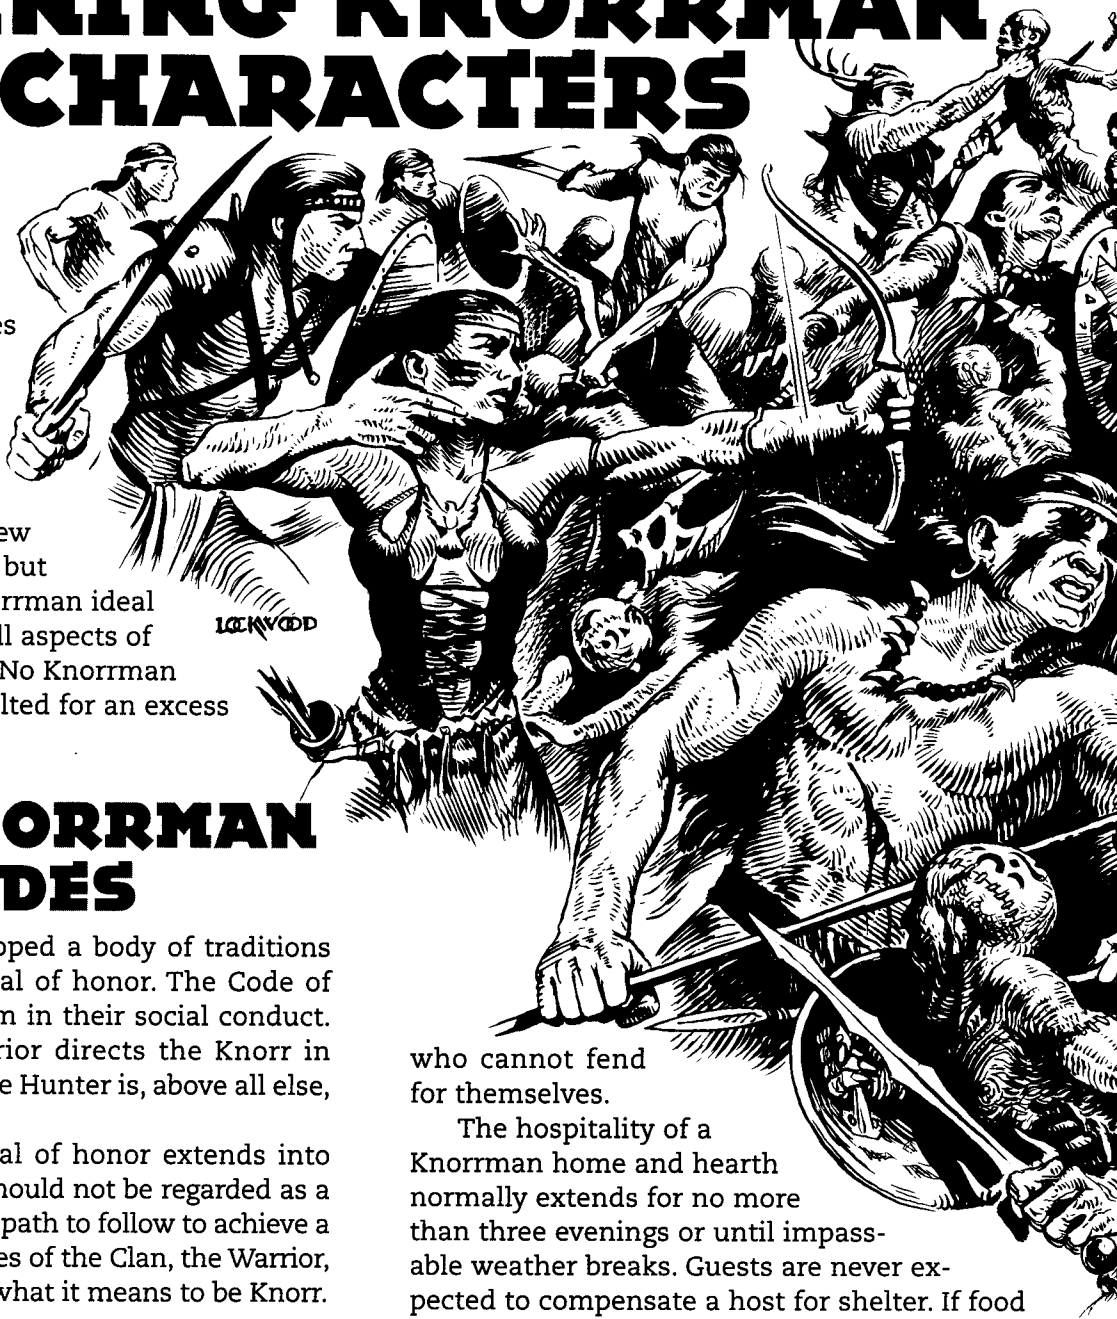 KNORRMAN
CHARACTERS
es
ew
but
rrman ideal
ll aspects of
No Knorrman
lted for an excess
LOCKWOOD
ORRMAN
DES
pped a body of traditions
al of honor. The Code of
m in their social conduct.
rior directs the Knorr in
e Hunter is, above all else,
al of honor extends into
hould not be regarded as a
path to follow to achieve a
es of the Clan, the Warrior,
what it means to be Knorr.
who cannot fend
for themselves.
The hospitality of a
Knorrman home and hearth
normally extends for no more
than three evenings or until impass-
able weather breaks. Guests are never ex-
pected to compensate a host for shelter. If food